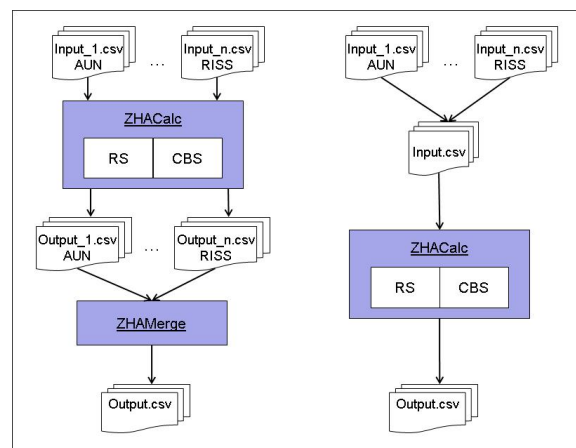 Input_1.csv
AUN
...
Input_n.csv
RISS
ZHACalc
RS
CBS
Output_1.csv
AUN
...
Output_n.csv
RISS
ZHAMerge
Output.csv
Input_1.csv
AUN
...
Input_n.csv
RISS
Input.csv
ZHACalc
RS
CBS
Output.csv